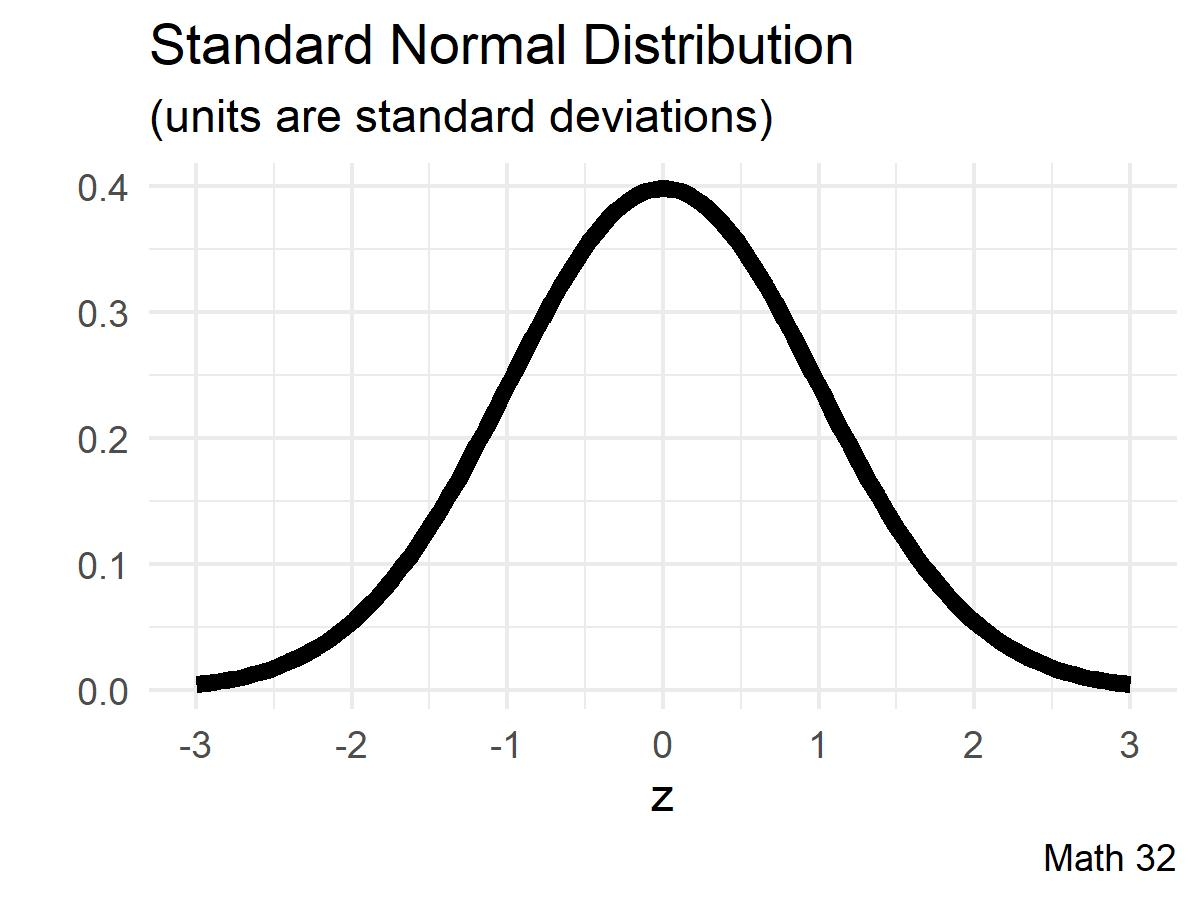 Standard Normal Distribution
(units are standard deviations)
0.4
0.3
0.2
0.1
0.0
-3 -2 -1 0 1 2 3
z
Math 32